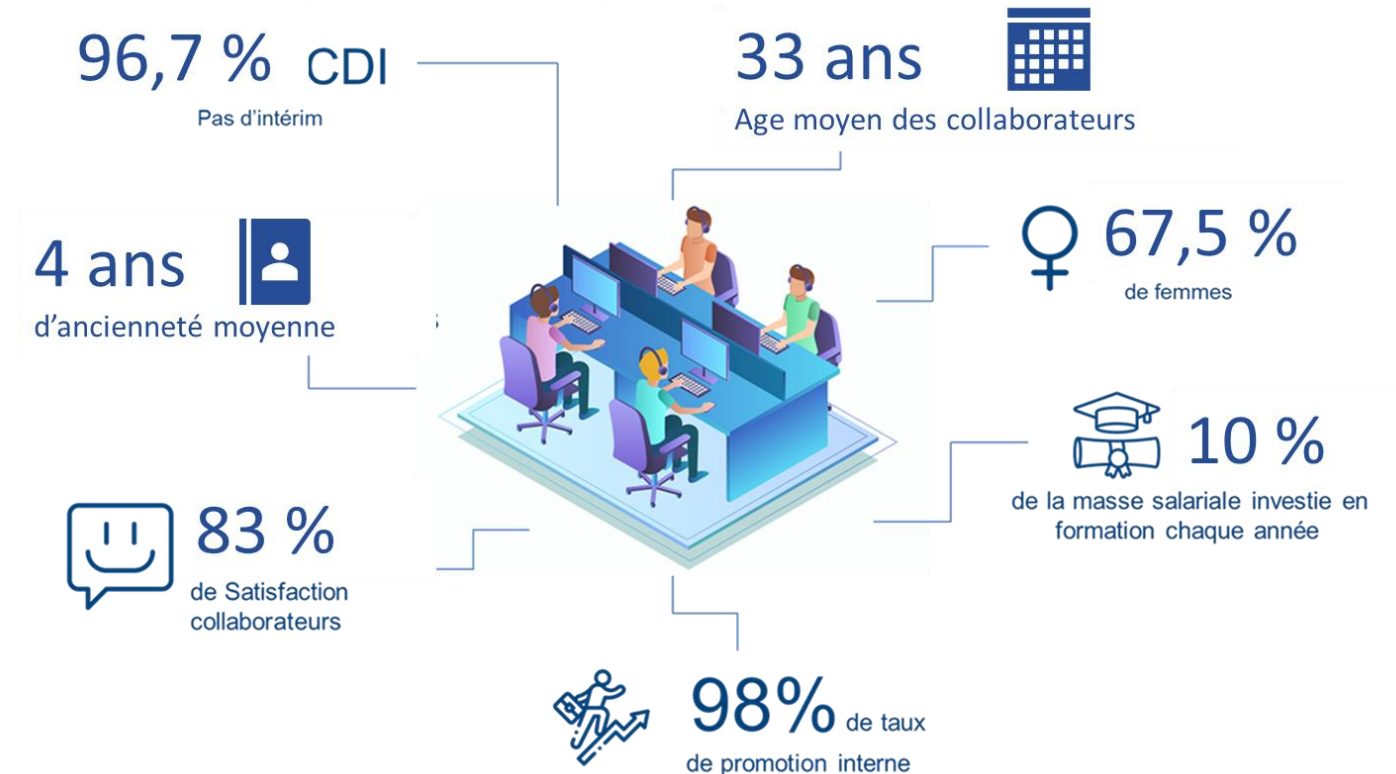 96,7 % CDI
Pas d'intérim
33 ans
Age moyen des collaborateurs
4 ans
d'ancienneté moyenne
s
67,5 %
de femmes
10 %
de la masse salariale investie en
formation chaque année
83 %
de Satisfaction
collaborateurs
98% de taux
de promotion interne